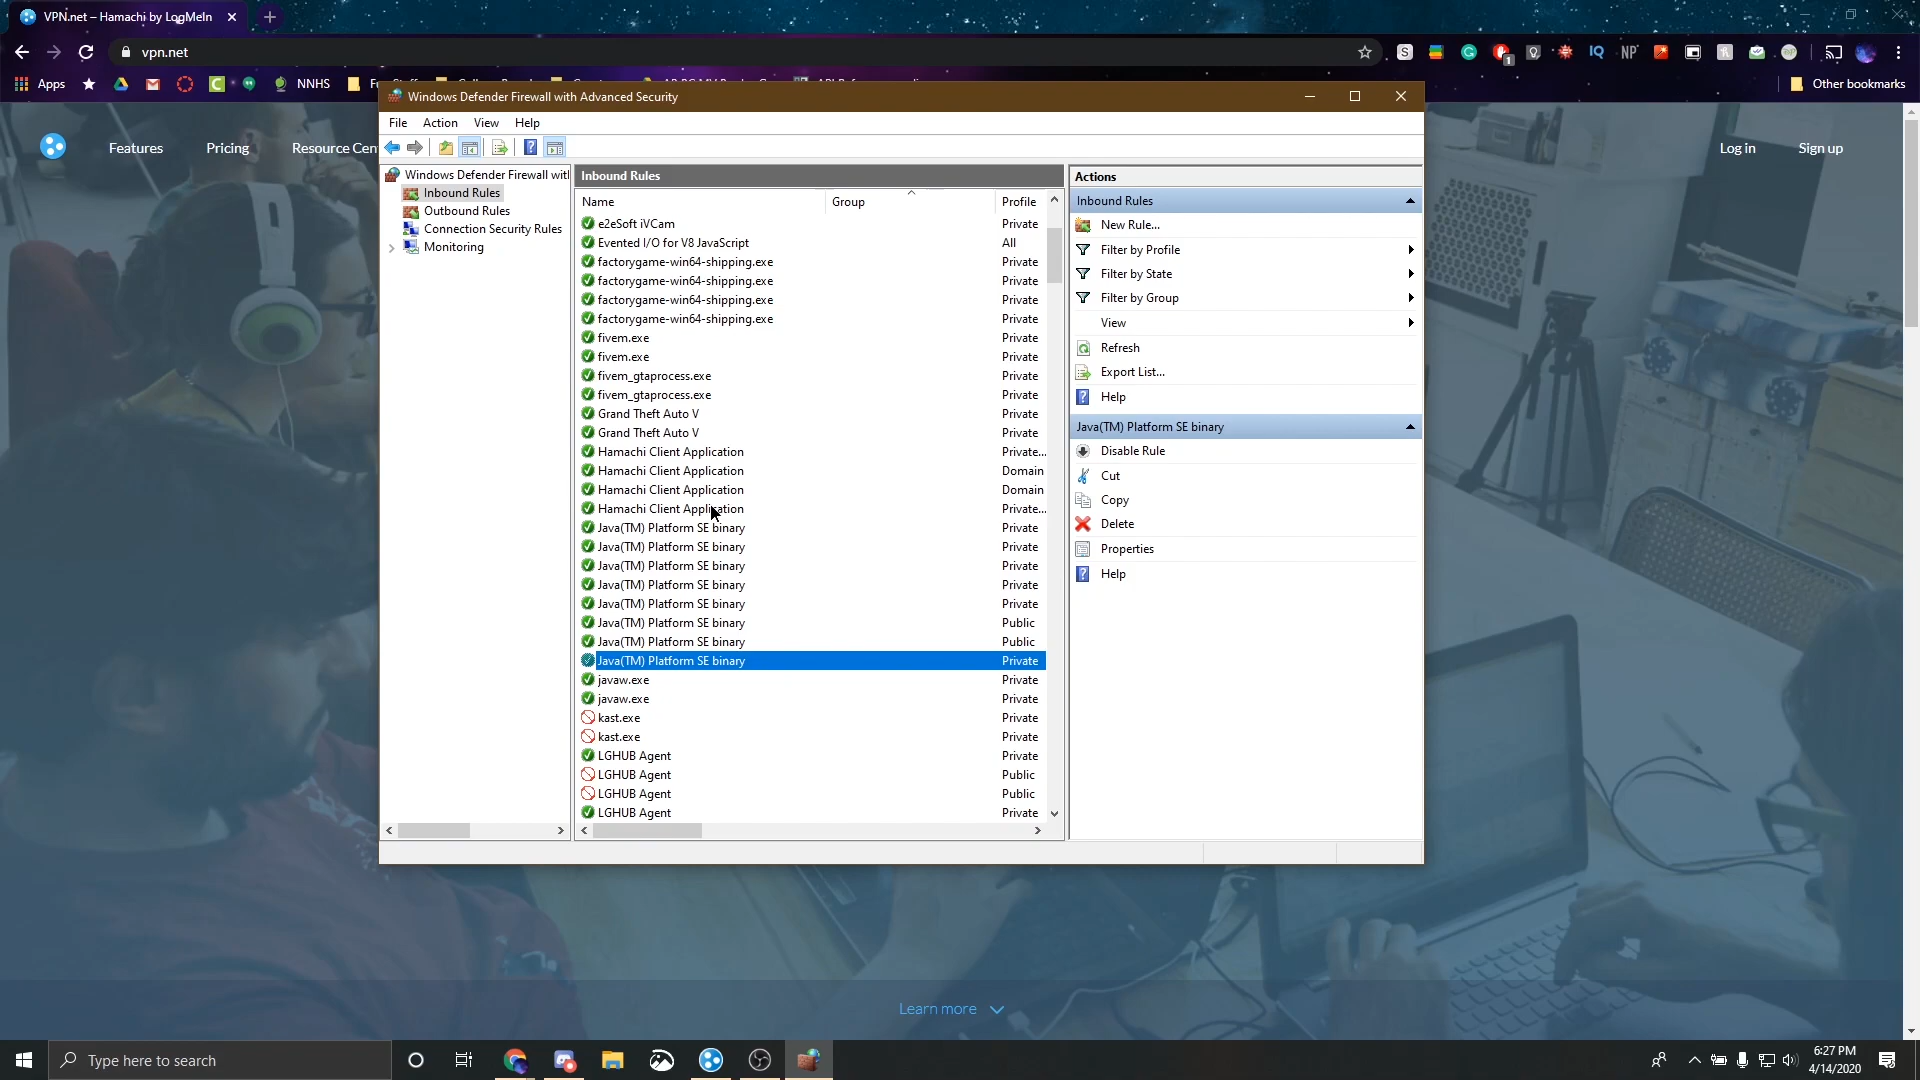 VPN.net – Hamachi by LogMeIn
vpn.net
Apps
NNHS
Other bookmarks
Features
Pricing
Resource Cen
Log in
Sign up
Windows Defender Firewall with Advanced Security
File Action View Help
Windows Defender Firewall witl
Inbound Rules
Outbound Rules
Connection Security Rules
Monitoring
Inbound Rules
Name Group Profile
e2eSoft iVCam Private
Evented I/O for V8 JavaScript All
factorygame-win64-shipping.exe Private
factorygame-win64-shipping.exe Private
factorygame-win64-shipping.exe Private
factorygame-win64-shipping.exe Private
fivem.exe Private
fivem.exe Private
fivem_gtaprocess.exe Private
fivem_gtaprocess.exe Private
Grand Theft Auto V Private
Grand Theft Auto V Private
Hamachi Client Application Private...
Hamachi Client Application Domain
Hamachi Client Application Domain
Hamachi Client Application Private...
Java(TM) Platform SE binary Private
Java(TM) Platform SE binary Private
Java(TM) Platform SE binary Private
Java(TM) Platform SE binary Private
Java(TM) Platform SE binary Private
Java(TM) Platform SE binary Public
Java(TM) Platform SE binary Public
Java(TM) Platform SE binary Private
javaw.exe Private
javaw.exe Private
kast.exe Private
kast.exe Private
LGHUB Agent Private
LGHUB Agent Public
LGHUB Agent Public
LGHUB Agent Private
Actions
Inbound Rules
New Rule...
Filter by Profile
Filter by State
Filter by Group
View
Refresh
Export List...
Help
Java(TM) Platform SE binary
Disable Rule
Cut
Copy
Delete
Properties
Help
Learn more
Type here to search
6:27 PM
4/14/2020